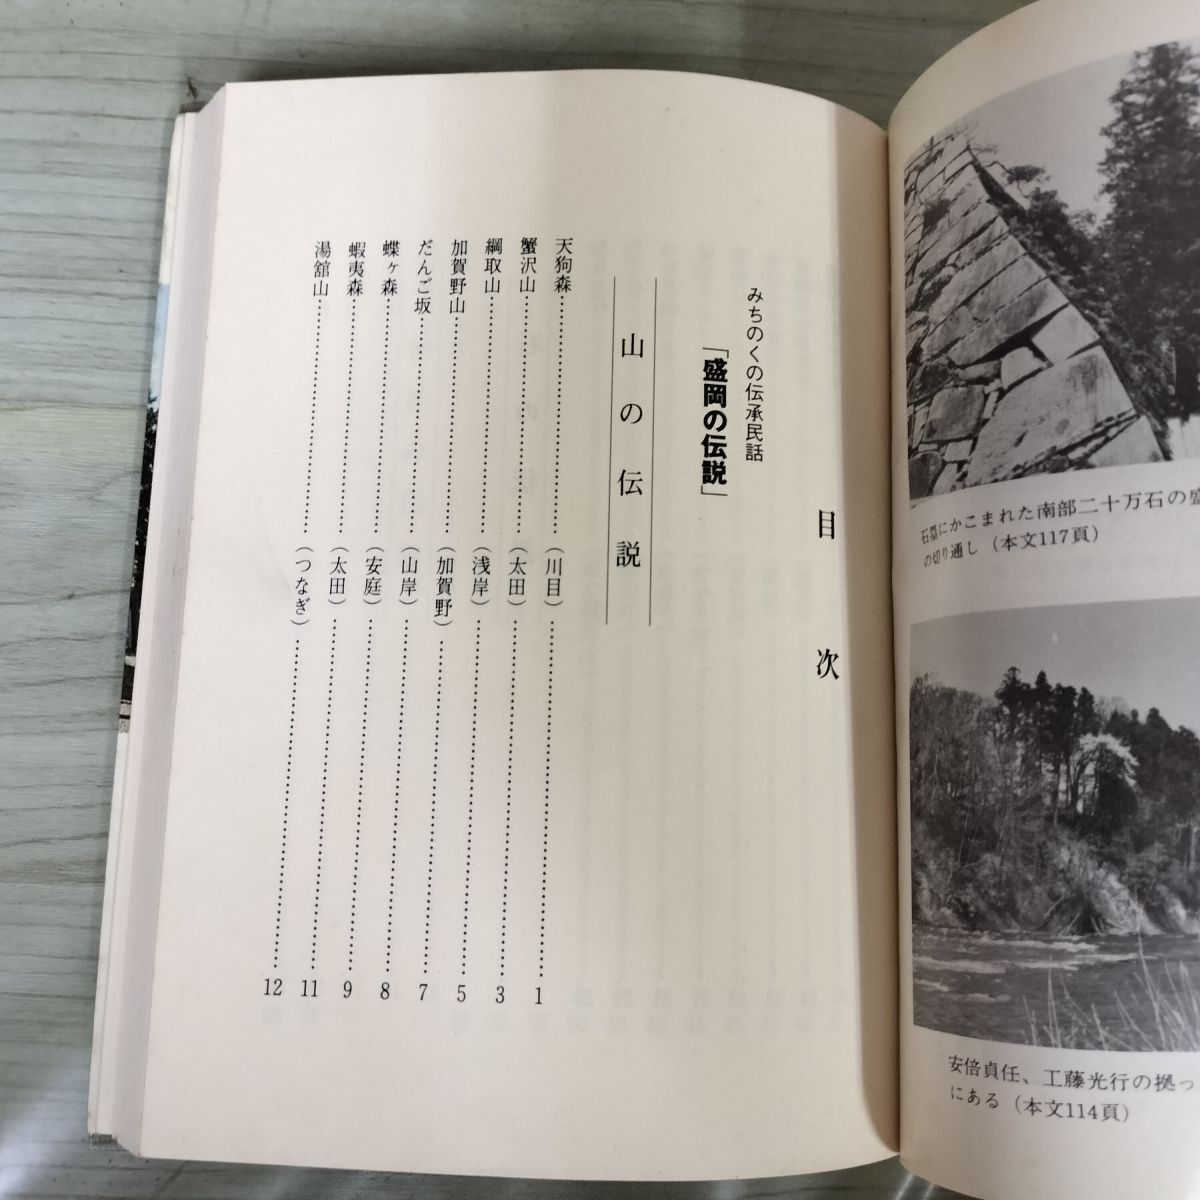 石塁にかこまれた南部二十万石の盛
の切り通し（本文117頁）
安倍貞任、工藤光行の拠っ
にある（本文114頁）
目次
みちのくの伝承民話
「盛岡の伝説」
山の伝説
天狗森……（川目）……1
蟹沢山……（太田）……3
綱取山……（浅岸）……5
加賀野山……（加賀野）……7
だんご坂……（山岸）……8
蝶ヶ森……（安庭）……9
蝦夷森……（太田）……11
湯舘山……（つなぎ）……12